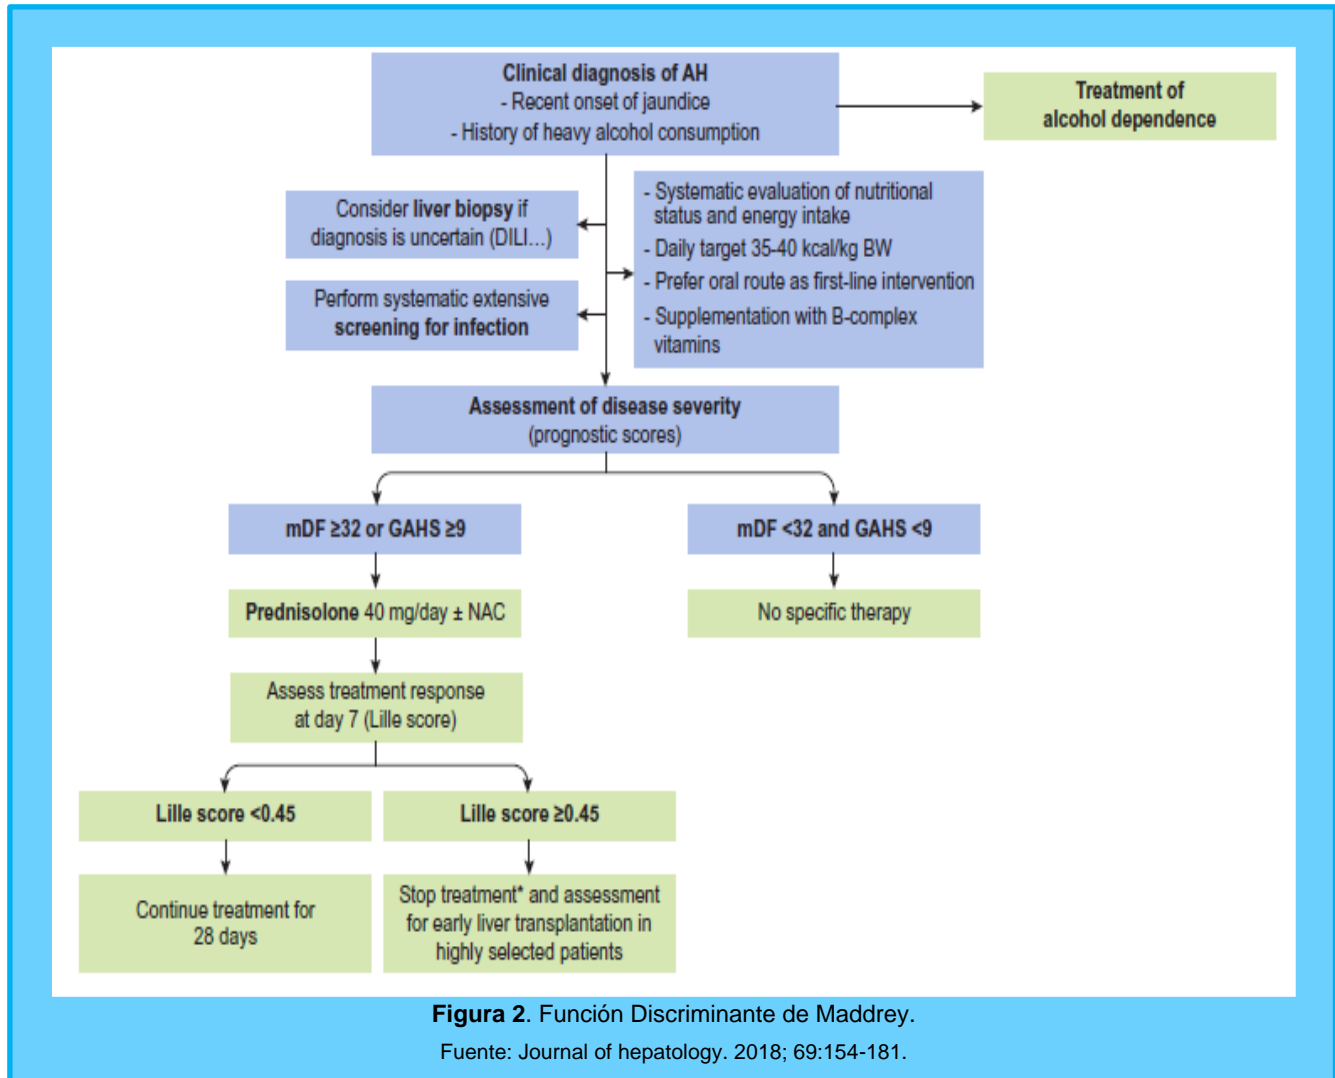 Clinical diagnosis of AH
- Recent onset of jaundice
- History of heavy alcohol consumption
Treatment of
alcohol dependence
Consider liver biopsy if
diagnosis is uncertain (DILI...)
Perform systematic extensive
screening for infection
- Systematic evaluation of nutritional
status and energy intake
- Daily target 35-40 kcal/kg BW
- Prefer oral route as first-line intervention
- Supplementation with B-complex
vitamins
Assessment of disease severity
(prognostic scores)
mDF ≥32 or GAHS ≥9
mDF <32 and GAHS <9
Prednisolone 40 mg/day ± NAC
No specific therapy
Assess treatment response
at day 7 (Lille score)
Lille score <0.45
Lille score ≥0.45
Continue treatment for
28 days
Stop treatment* and assessment
for early liver transplantation in
highly selected patients
Figura 2. Función Discriminante de Maddrey.
Fuente: Journal of hepatology. 2018; 69:154-181.